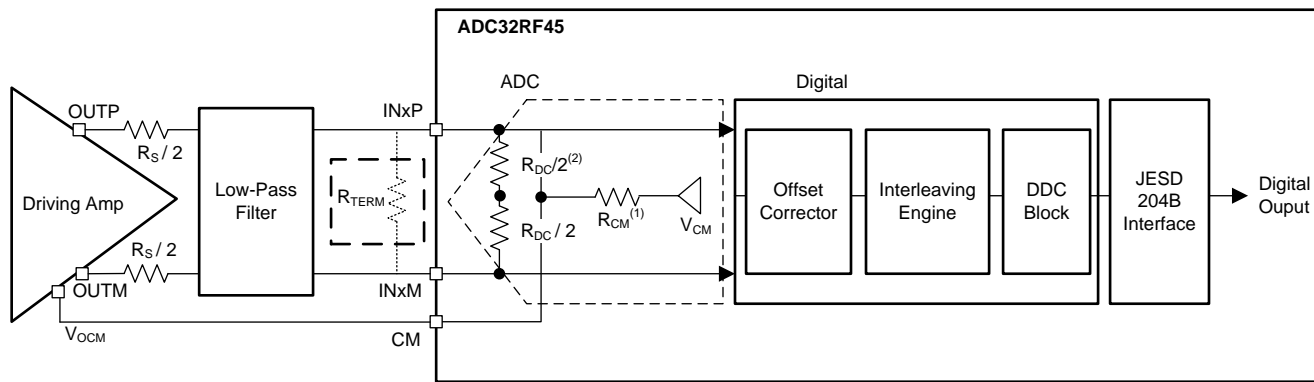 ADC32RF45
ADC
Digital
OUTP
INxP
RS / 2
RDC/2(2)
Driving Amp
Low-Pass
Filter
RTERM
RCM(1)
VCM
Offset
Corrector
Interleaving
Engine
DDC
Block
JESD
204B
Interface
Digital
Ouput
RDC / 2
RS / 2
OUTM
INxM
VOCM
CM